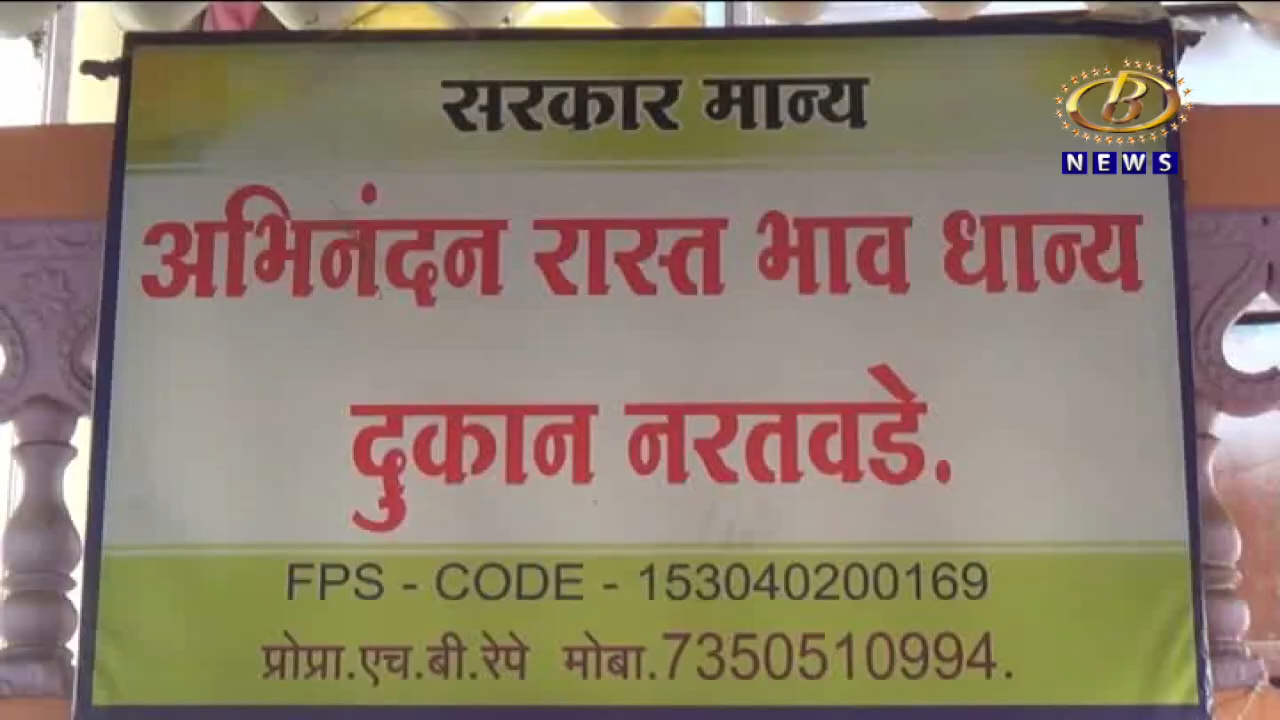 सरकार मान्य
B
NEWS
अभिनंदन रास्त भाव धान्य
दुकान नरतवडे.
FPS - CODE - 153040200169
प्रोप्रा.एच.बी.रेपे मोबा.7350510994.